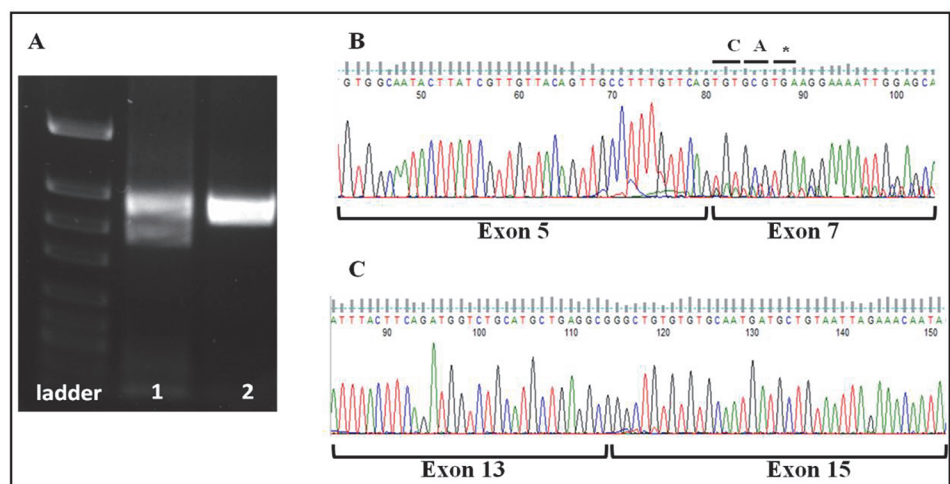 A
B
C A *
GTGGCAATACTTATCGTTGTTACAGTTGCCTTTGTTCAGTGTGCGTGAAGGAAAATTGGAGCA
50 60 70 80 90 100
Exon 5 Exon 7
C
ATTTACTTCAGATGGTCTGCATGCTGAGGCGGGCTGTGTGTGCAATGATGCTGTAATTAGAAACAATA
90 100 110 120 130 140 150
Exon 13 Exon 15
ladder 1 2